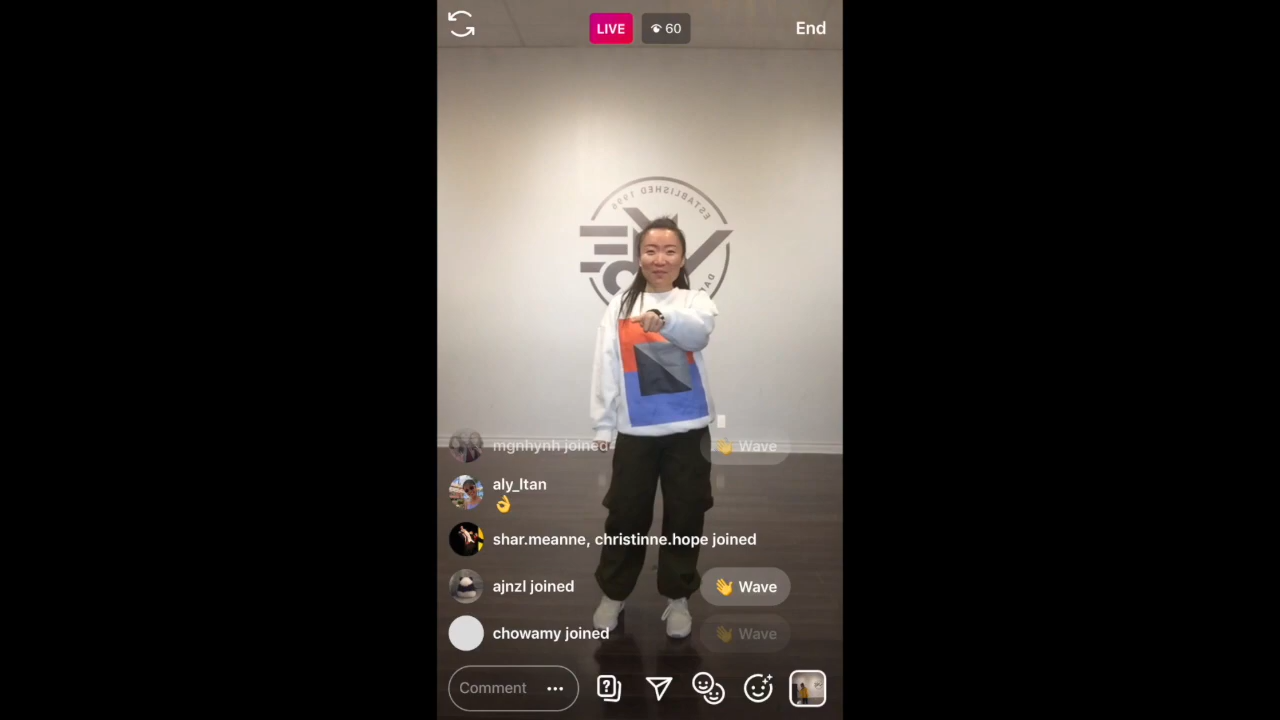 LIVE
60
End
ESTABLISHED 1996
mgnhynh joined
Wave
aly_ltan
shar.meanne, christinne.hope joined
ajnzl joined
Wave
chowamy joined
Wave
Comment